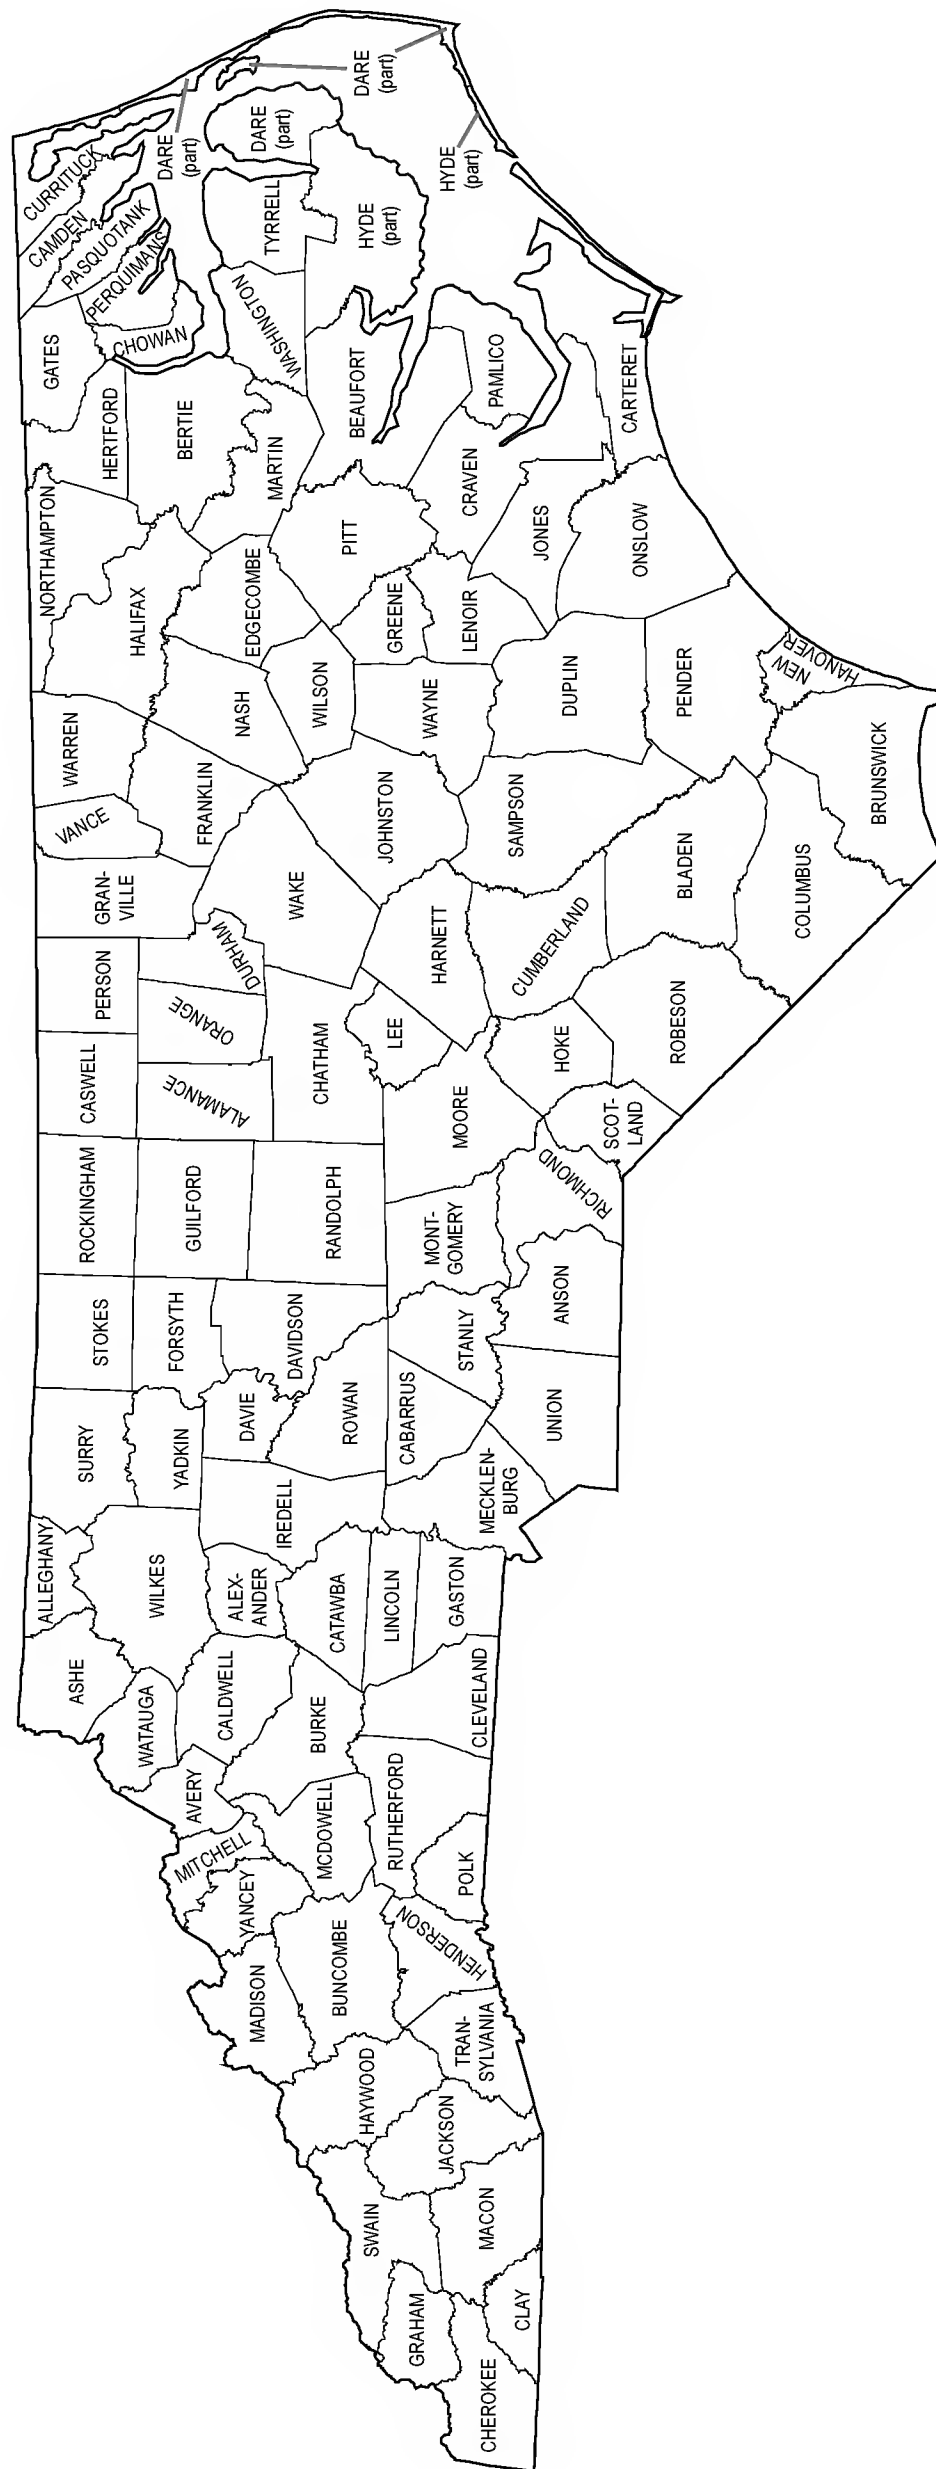 CURRITUCK
CAMDEN
PASQUOTANK
PERQUIMANS
GATES
CHOWAN
DARE
(part)
DARE
(part)
DARE
(part)
HYDE
(part)
HYDE
(part)
TYRRELL
WASHINGTON
HERTFORD
BERTIE
MARTIN
BEAUFORT
PAMLICO
CARTERET
CRAVEN
JONES
ONSLOW
NORTHAMPTON
HALIFAX
EDGECOMBE
PITT
GREENE
LENOIR
DUPLIN
PENDER
NEW
HANOVER
WARREN
NASH
WILSON
WAYNE
VANCE
FRANKLIN
JOHNSTON
SAMPSON
BLADEN
BRUNSWICK
COLUMBUS
GRAN-
VILLE
WAKE
HARNETT
CUMBERLAND
PERSON
DURHAM
ORANGE
LEE
HOKE
ROBESON
CASWELL
ALAMANCE
CHATHAM
MOORE
SCOT-
LAND
ROCKINGHAM
GUILFORD
RANDOLPH
MONT-
GOMERY
RICHMOND
STOKES
FORSYTH
DAVIDSON
STANLY
ANSON
SURRY
YADKIN
DAVIE
ROWAN
CABARRUS
UNION
ALLEGHANY
WILKES
IREDELL
MECKLEN-
BURG
ALEX-
ANDER
CATAWBA
LINCOLN
GASTON
ASHE
WATAUGA
CALDWELL
BURKE
CLEVELAND
AVERY
MITCHELL
MCDOWELL
RUTHERFORD
POLK
YANCEY
MADISON
BUNCOMBE
HENDERSON
HAYWOOD
TRAN-
SYLVANIA
JACKSON
SWAIN
MACON
GRAHAM
CLAY
CHEROKEE